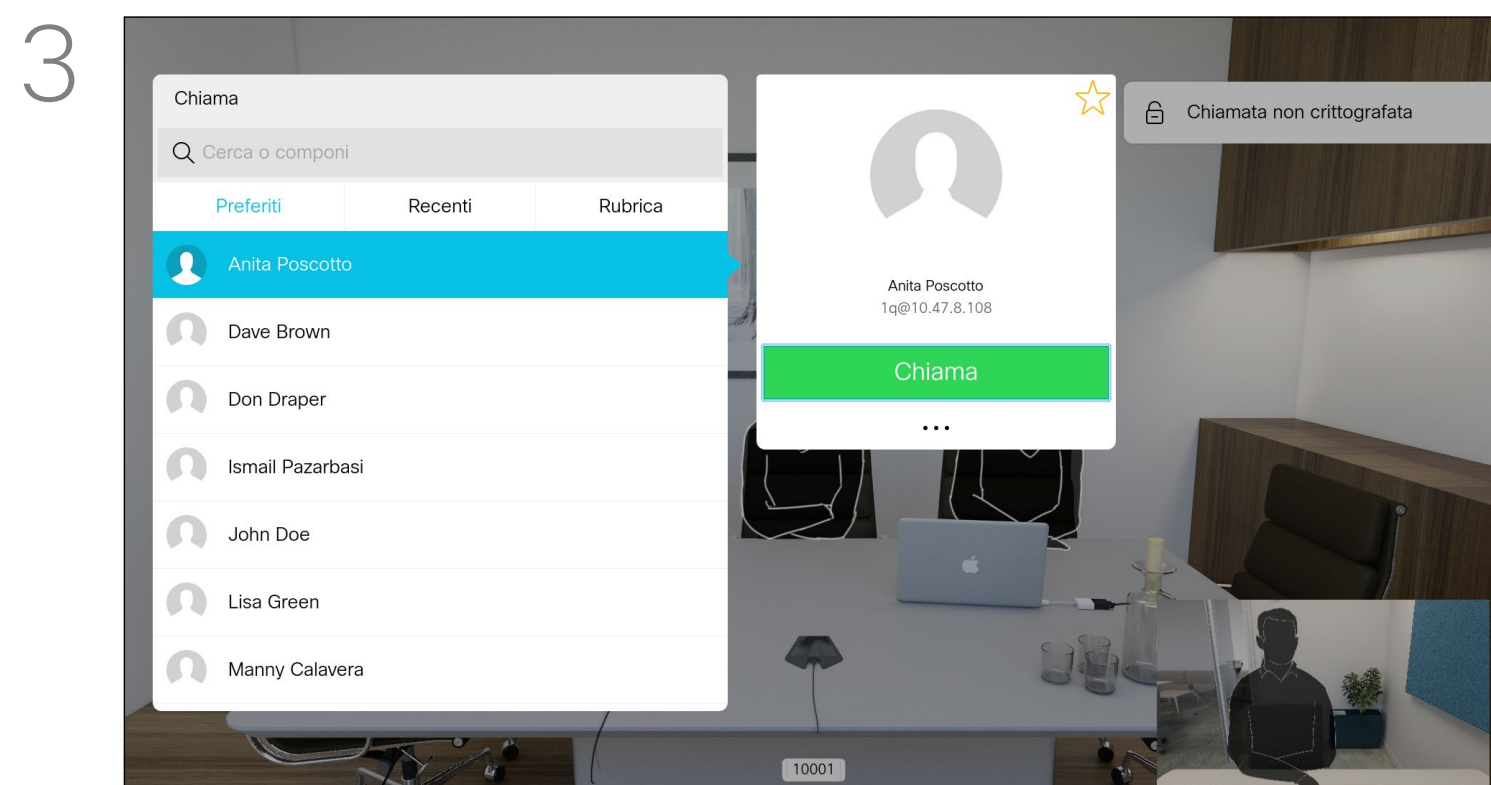 3
Chiama
Cerca o componi
Preferiti Recenti Rubrica
Anita Poscotto
Dave Brown
Don Draper
Ismail Pazarbasi
John Doe
Lisa Green
Manny Calavera
Anita Poscotto
1q@10.47.8.108
Chiama
...
Chiamata non crittografata
10001